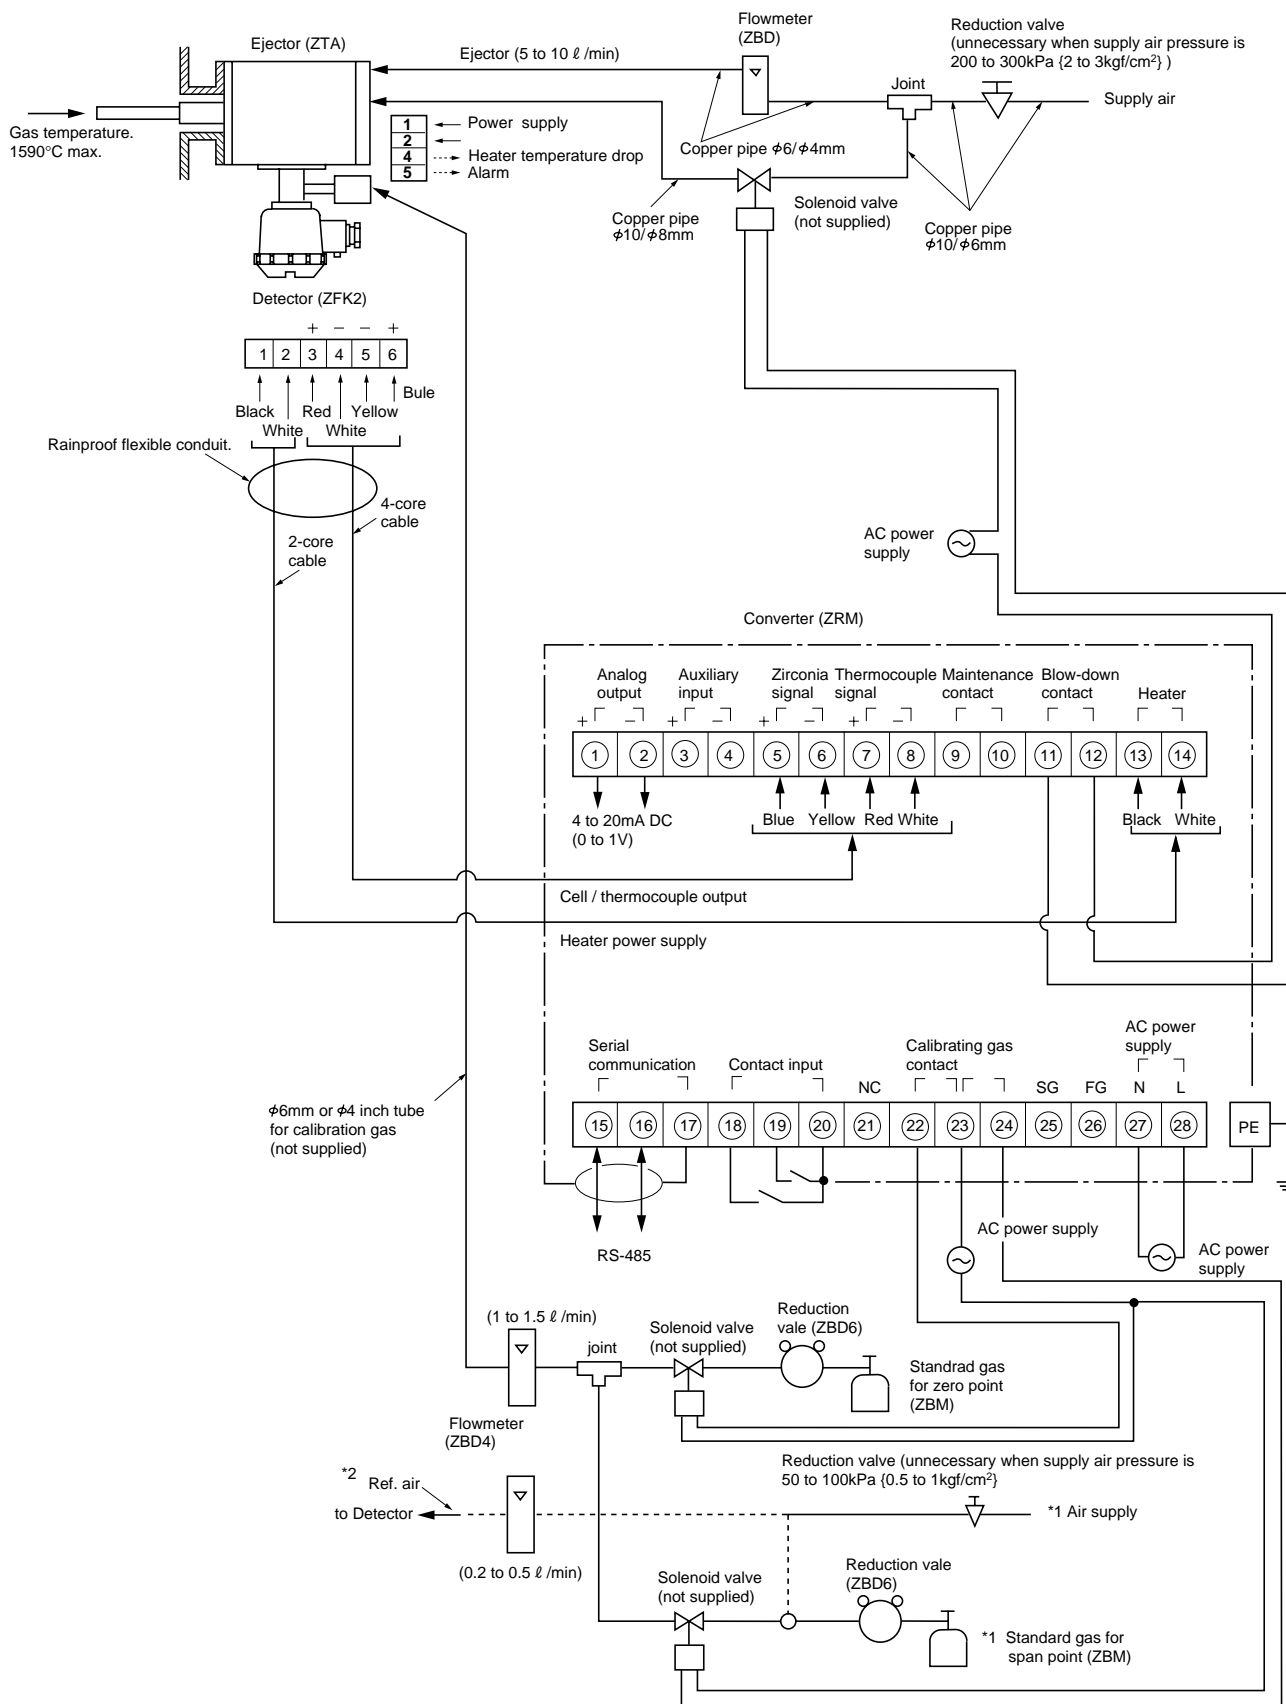 Flowmeter
(ZBD)
Reduction valve
(unnecessary when supply air pressure is
200 to 300kPa {2 to 3kgf/cm²} )
Ejector (ZTA)
Ejector (5 to 10 ℓ /min)
Joint
Supply air
Gas temperature.
1590°C max.
1
2
4
5
Power supply
Heater temperature drop
Alarm
Copper pipe ϕ6/ϕ4mm
Copper pipe
ϕ10/ϕ8mm
Solenoid valve
(not supplied)
Copper pipe
ϕ10/ϕ6mm
Detector (ZFK2)
+ − − +
1 2 3 4 5 6
Bule
Black Red Yellow
White White
Rainproof flexible conduit.
4-core
cable
2-core
cable
AC power
supply
Converter (ZRM)
Analog
output
Auxiliary
input
Zirconia
signal
Thermocouple
signal
Maintenance
contact
Blow-down
contact
Heater
+ − + − + − + −
1 2 3 4 5 6 7 8 9 10 11 12 13 14
4 to 20mA DC
(0 to 1V)
Blue Yellow Red White
Black White
Cell / thermocouple output
Heater power supply
Serial
communication
Contact input
NC
Calibrating gas
contact
SG
FG
AC power
supply
N L
15 16 17 18 19 20 21 22 23 24 25 26 27 28
PE
ϕ6mm or ϕ4 inch tube
for calibration gas
(not supplied)
RS-485
AC power supply
AC power
supply
(1 to 1.5 ℓ /min)
joint
Solenoid valve
(not supplied)
Reduction
vale (ZBD6)
Standrad gas
for zero point
(ZBM)
Flowmeter
(ZBD4)
Reduction valve (unnecessary when supply air pressure is
50 to 100kPa {0.5 to 1kgf/cm²}
*2
Ref. air
to Detector
*1 Air supply
(0.2 to 0.5 ℓ /min)
Solenoid valve
(not supplied)
Reduction vale
(ZBD6)
*1 Standard gas for
span point (ZBM)